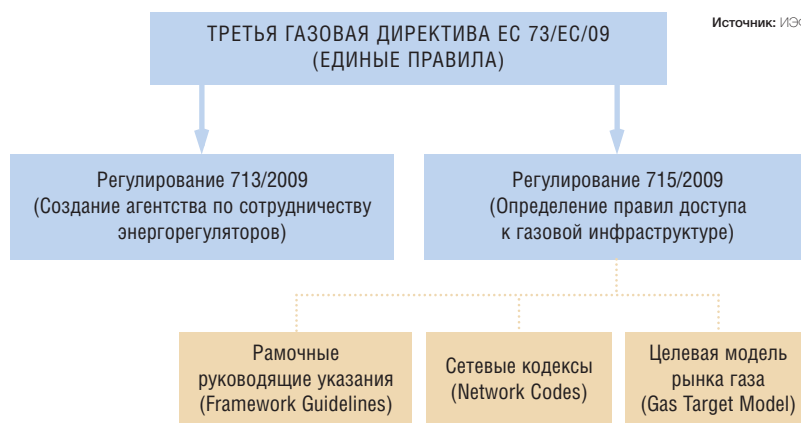 ТРЕТЬЯ ГАЗОВАЯ ДИРЕКТИВА ЕС 73/ЕС/09
(ЕДИНЫЕ ПРАВИЛА)
Источник:
Регулирование 713/2009
(Создание агентства по сотрудничеству
энергорегуляторов)
Регулирование 715/2009
(Определение правил доступа
к газовой инфраструктуре)
Рамочные
руководящие указания
(Framework Guidelines)
Сетевые кодексы
(Network Codes)
Целевая модель
рынка газа
(Gas Target Model)